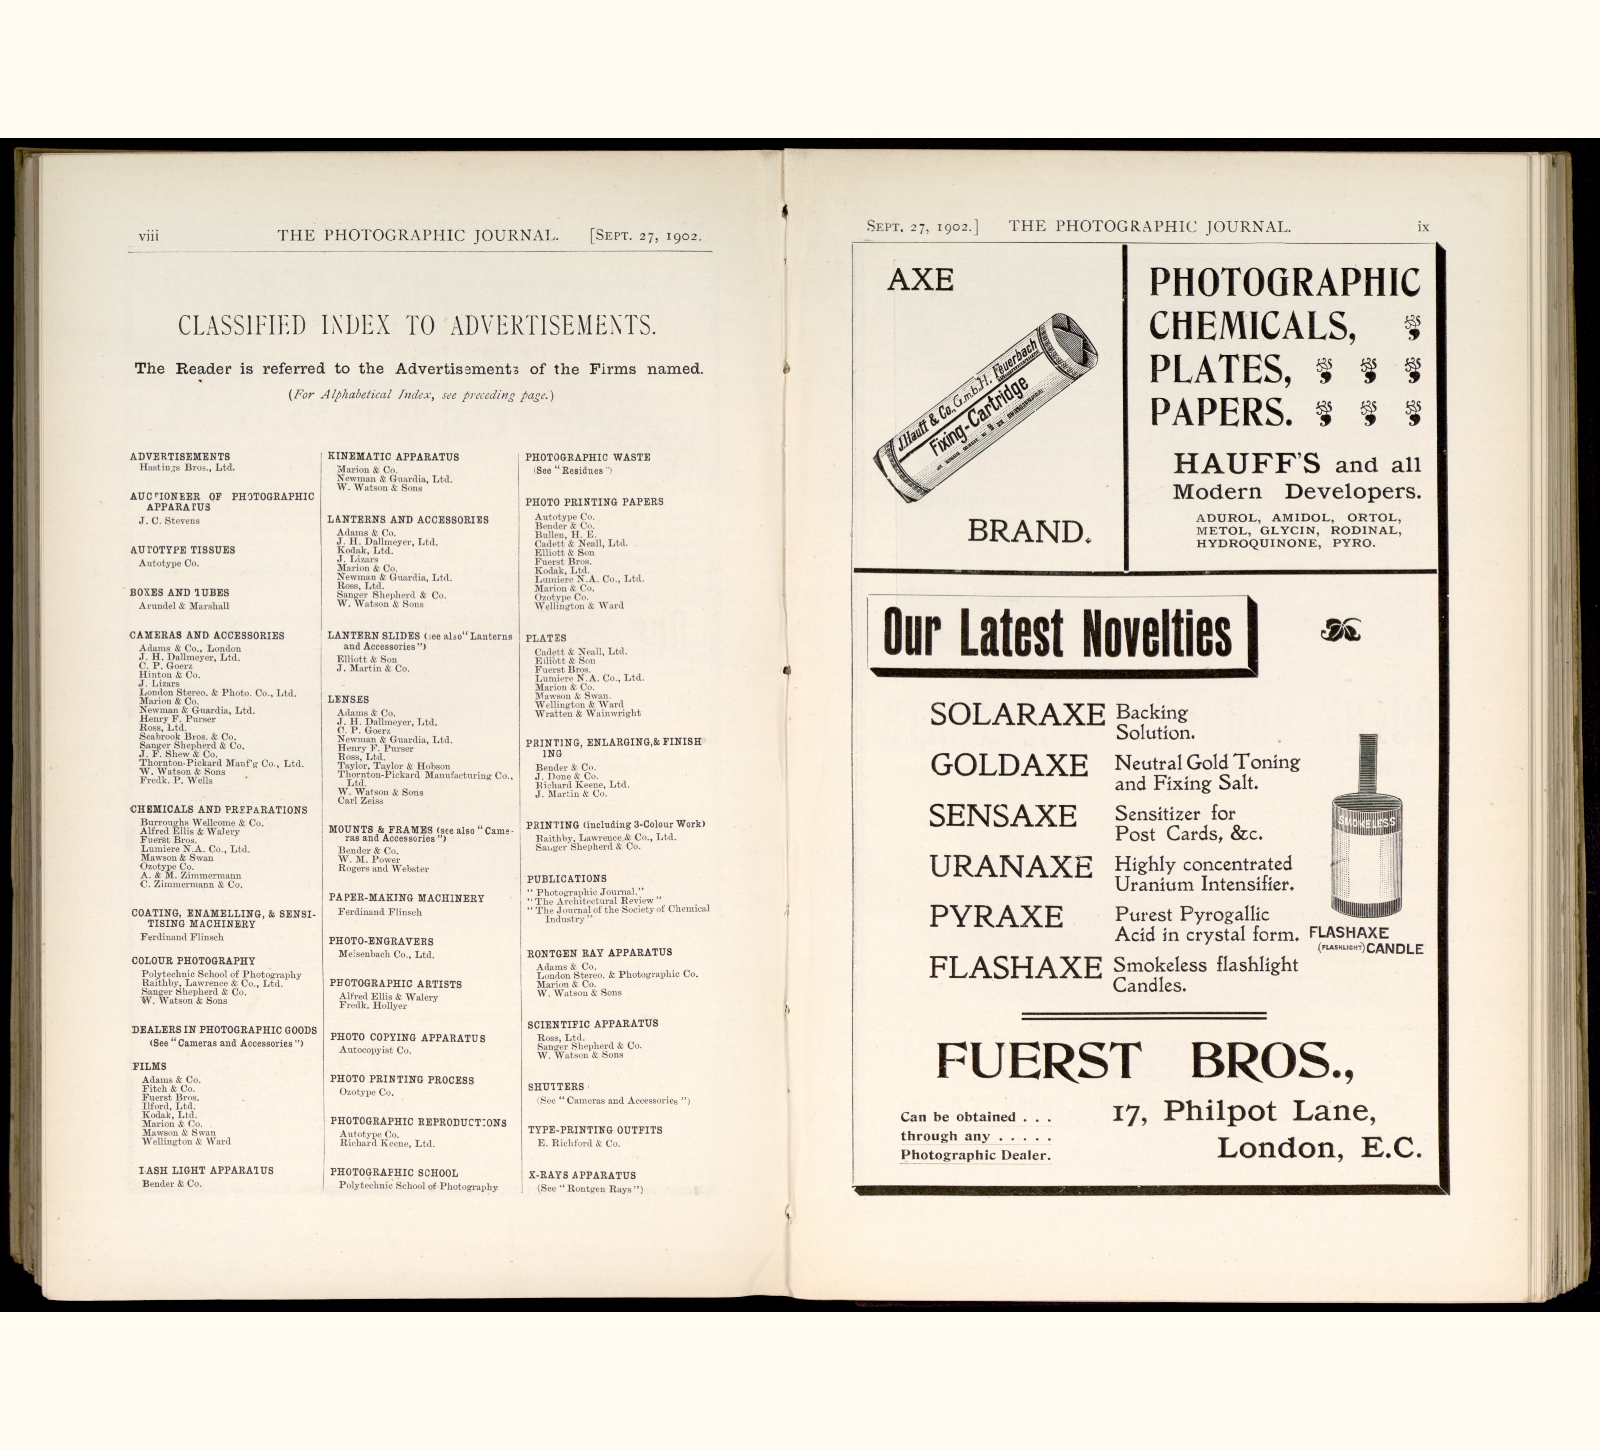 viii THE PHOTOGRAPHIC JOURNAL. [SEPT. 27, 1902.
CLASSIFIED INDEX TO ADVERTISEMENTS.
The Reader is referred to the Advertisements of the Firms named.
(For Alphabetical Index, see preceding page.)
ADVERTISEMENTS
Hastings Bros., Ltd.
AUCTIONEER OF PHOTOGRAPHIC
APPARATUS
J. C. Stevens
AUTOTYPE TISSUES
Autotype Co.
BOXES AND TUBES
Arundel & Marshall
CAMERAS AND ACCESSORIES
Adams & Co., London
J. H. Dallmeyer, Ltd.
C. P. Goerz
Hinton & Co.
J. Lizars
London Stereo. & Photo. Co., Ltd.
Marion & Co.
Newman & Guardia, Ltd.
Henry F. Purser
Ross, Ltd.
Seabrook Bros. & Co.
Sanger Shepherd & Co.
J. F. Shew & Co.
Thornton-Pickard Manf'g Co., Ltd.
W. Watson & Sons
Fredk. P. Wells
CHEMICALS AND PREPARATIONS
Burroughs Wellcome & Co.
Alfred Ellis & Walery
Fuerst Bros.
Lumiere N.A. Co., Ltd.
Mawson & Swan
Ozotype Co.
A. & M. Zimmermann
C. Zimmermann & Co.
COATING, ENAMELLING, & SENSI-
TISING MACHINERY
Ferdinand Flinsch
COLOUR PHOTOGRAPHY
Polytechnic School of Photography
Raithby, Lawrence & Co., Ltd.
Sanger Shepherd & Co.
W. Watson & Sons
DEALERS IN PHOTOGRAPHIC GOODS
(See "Cameras and Accessories")
FILMS
Adams & Co.
Fitch & Co.
Fuerst Bros.
Ilford, Ltd.
Kodak, Ltd.
Marion & Co.
Mawson & Swan
Wellington & Ward
LASH LIGHT APPARATUS
Bender & Co.
KINEMATIC APPARATUS
Marion & Co.
Newman & Guardia, Ltd.
W. Watson & Sons
LANTERNS AND ACCESSORIES
Adams & Co.
J. H. Dallmeyer, Ltd.
Kodak, Ltd.
J. Lizars
Marion & Co.
Newman & Guardia, Ltd.
Ross, Ltd.
Sanger Shepherd & Co.
W. Watson & Sons
LANTERN SLIDES (see also "Lanterns
and Accessories")
Elliott & Son
J. Martin & Co.
LENSES
Adams & Co.
J. H. Dallmeyer, Ltd.
C. P. Goerz
Newman & Guardia, Ltd.
Henry F. Purser
Ross, Ltd.
Taylor, Taylor & Hobson
Thornton-Pickard Manufacturing Co.,
Ltd.
W. Watson & Sons
Carl Zeiss
MOUNTS & FRAMES (see also "Came-
ras and Accessories")
Bender & Co.
W. M. Power
Rogers and Webster
PAPER-MAKING MACHINERY
Ferdinand Flinsch
PHOTO-ENGRAVERS
Meisenbach Co., Ltd.
PHOTOGRAPHIC ARTISTS
Alfred Ellis & Walery
Fredk. Hollyer
PHOTO COPYING APPARATUS
Autocopyist Co.
PHOTO PRINTING PROCESS
Ozotype Co.
PHOTOGRAPHIC REPRODUCTIONS
Autotype Co.
Richard Keene, Ltd.
PHOTOGRAPHIC SCHOOL
Polytechnic School of Photography
PHOTOGRAPHIC WASTE
(See "Residues")
PHOTO PRINTING PAPERS
Autotype Co.
Bender & Co.
Bullen, H. E.
Cadett & Neall, Ltd.
Elliott & Son
Fuerst Bros.
Kodak, Ltd.
Lumiere N.A. Co., Ltd.
Marion & Co.
Ozotype Co.
Wellington & Ward
PLATES
Cadett & Neall, Ltd.
Elliott & Son
Fuerst Bros.
Lumiere N.A. Co., Ltd.
Marion & Co.
Mawson & Swan.
Wellington & Ward
Wratten & Wainwright
PRINTING, ENLARGING, & FINISH
ING
Bender & Co.
J. Done & Co.
Richard Keene, Ltd.
J. Martin & Co.
PRINTING (including 3-Colour Work)
Raithby, Lawrence & Co., Ltd.
Sanger Shepherd & Co.
PUBLICATIONS
"Photographic Journal."
"The Architectural Review"
"The Journal of the Society of Chemical
Industry"
RONTGEN RAY APPARATUS
Adams & Co.
London Stereo. & Photographic Co.
Marion & Co.
W. Watson & Sons
SCIENTIFIC APPARATUS
Ross, Ltd.
Sanger Shepherd & Co.
W. Watson & Sons
SHUTTERS
(See "Cameras and Accessories")
TYPE-PRINTING OUTFITS
E. Richford & Co.
X-RAYS APPARATUS
(See "Rontgen Rays")
SEPT. 27, 1902.] THE PHOTOGRAPHIC JOURNAL. ix
AXE
J. Hauff & Co. G.m.b.H. Feuerbach
Fixing-Cartridge
BRAND.
PHOTOGRAPHIC
CHEMICALS,
PLATES,
PAPERS.
HAUFF'S and all
Modern Developers.
ADUROL, AMIDOL, ORTOL,
METOL, GLYCIN, RODINAL,
HYDROQUINONE, PYRO.
Our Latest Novelties
SOLARAXE Backing
Solution.
GOLDAXE Neutral Gold Toning
and Fixing Salt.
SENSAXE Sensitizer for
Post Cards, &c.
URANAXE Highly concentrated
Uranium Intensifier.
PYRAXE Purest Pyrogallic
Acid in crystal form.
FLASHAXE Smokeless flashlight
Candles.
SMOKELESS
FLASHAXE
(FLASHLIGHT) CANDLE
FUERST BROS.,
17, Philpot Lane,
London, E.C.
Can be obtained . . .
through any . . . . .
Photographic Dealer.